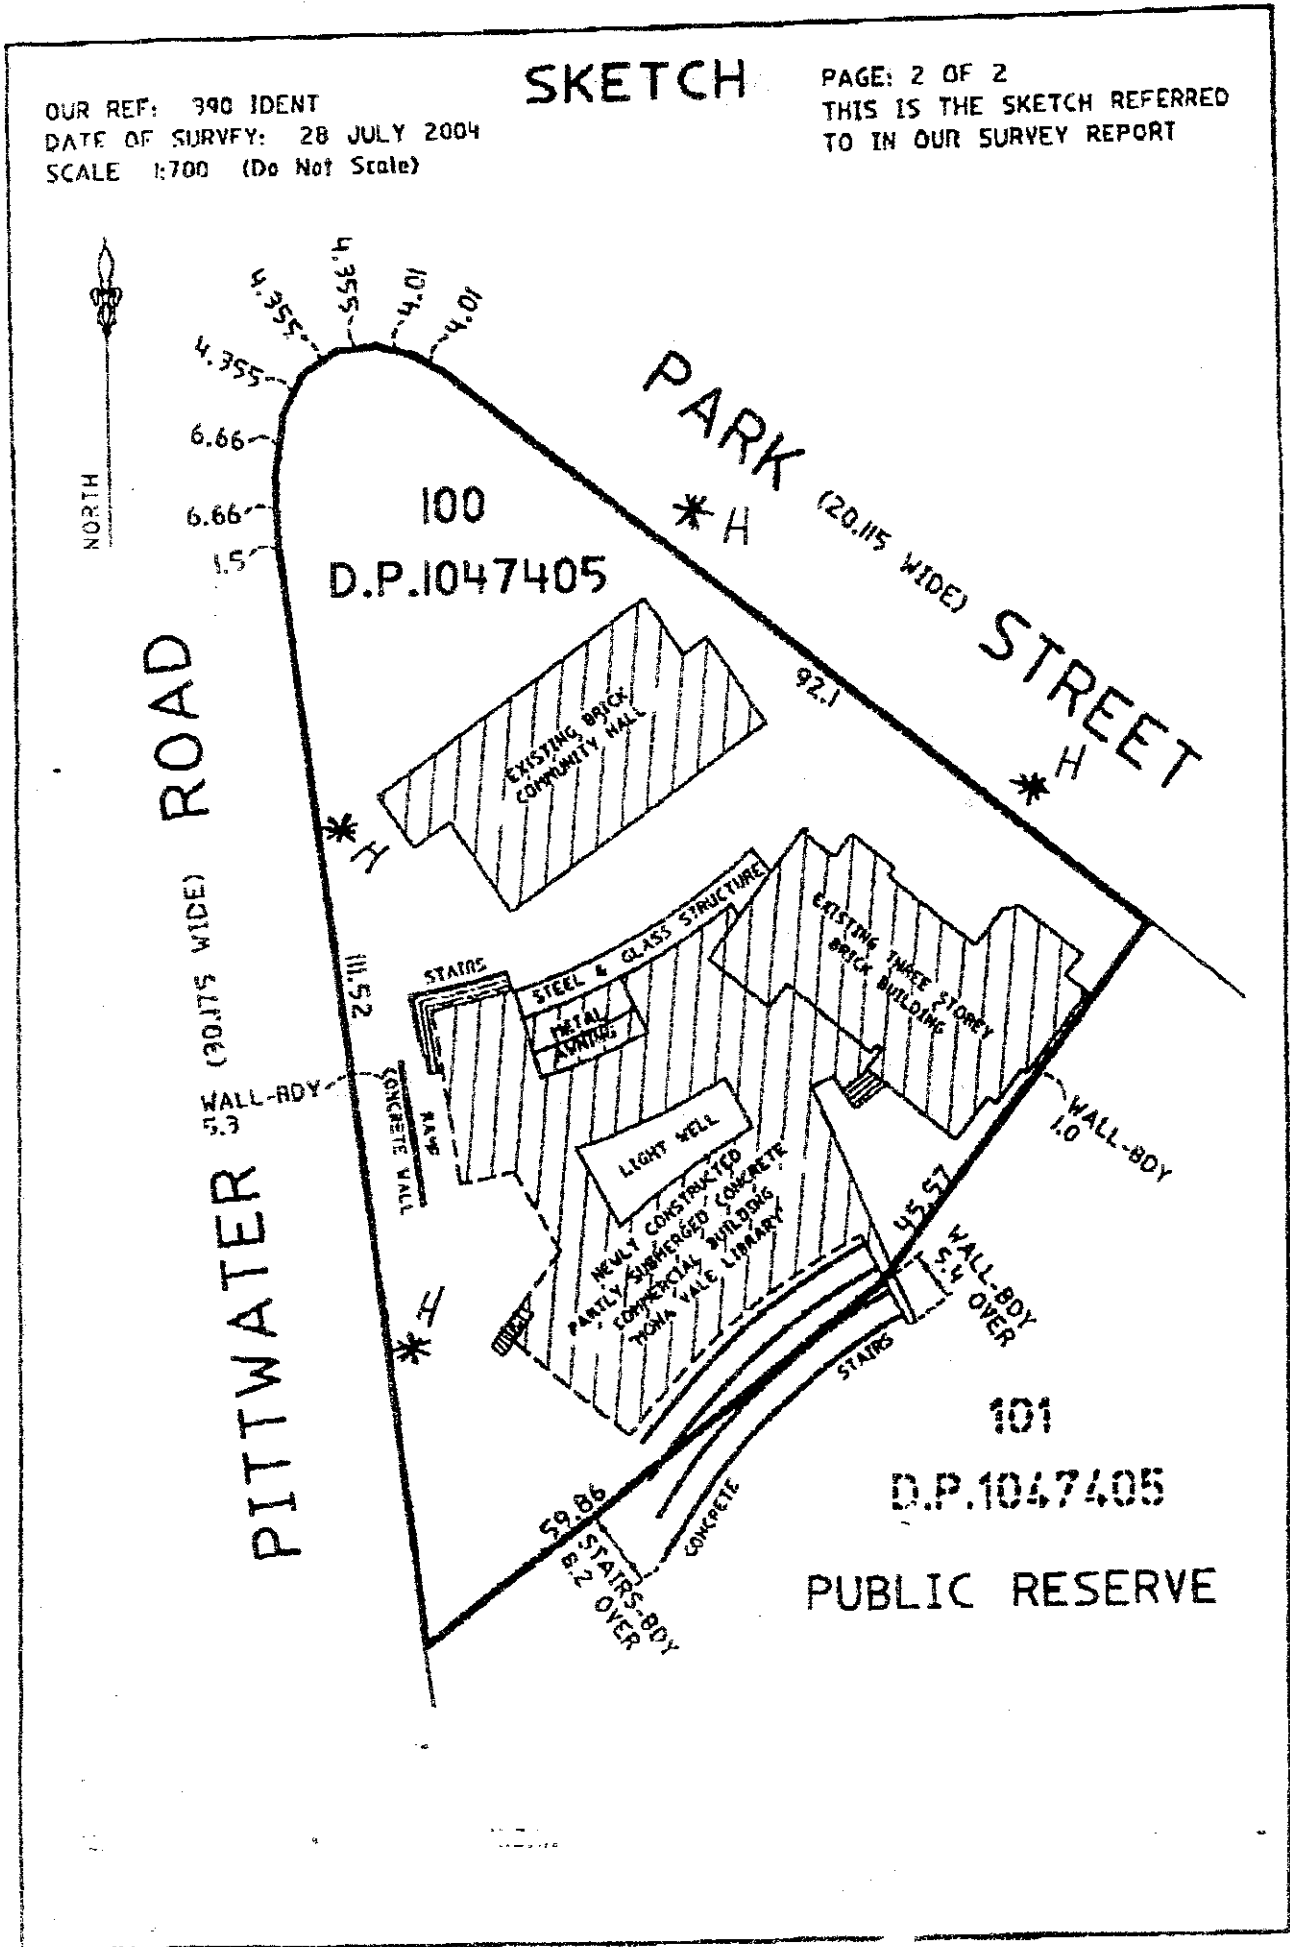 SKETCH
OUR REF: 390 IDENT
DATE OF SURVEY: 28 JULY 2004
SCALE 1:700 (Do Not Scale)
PAGE: 2 OF 2
THIS IS THE SKETCH REFERRED
TO IN OUR SURVEY REPORT
NORTH
4.355
4.355
4.355
4.01
4.01
6.66
6.66
1.5
100
D.P.1047405
PARK (20.115 WIDE) STREET
H
H
92.1
PITTWATER (30.175 WIDE) ROAD
H
H
111.52
EXISTING BRICK
COMMUNITY HALL
STEEL & GLASS STRUCTURE
STAIRS
METAL
AWNING
EXISTING THREE STOREY
BRICK BUILDING
WALL-BDY
5.3
CONCRETE WALL
RAMP
LIGHT WELL
NEWLY CONSTRUCTED
PARTLY SUBMERGED CONCRETE
COMMERCIAL BUILDING
'MONA VALE LIBRARY'
WALL-BDY
1.0
45.57
WALL-BDY
5.4 OVER
STAIRS
CONCRETE
59.86
STAIRS-BDY
8.2 OVER
101
D.P.1047405
PUBLIC RESERVE